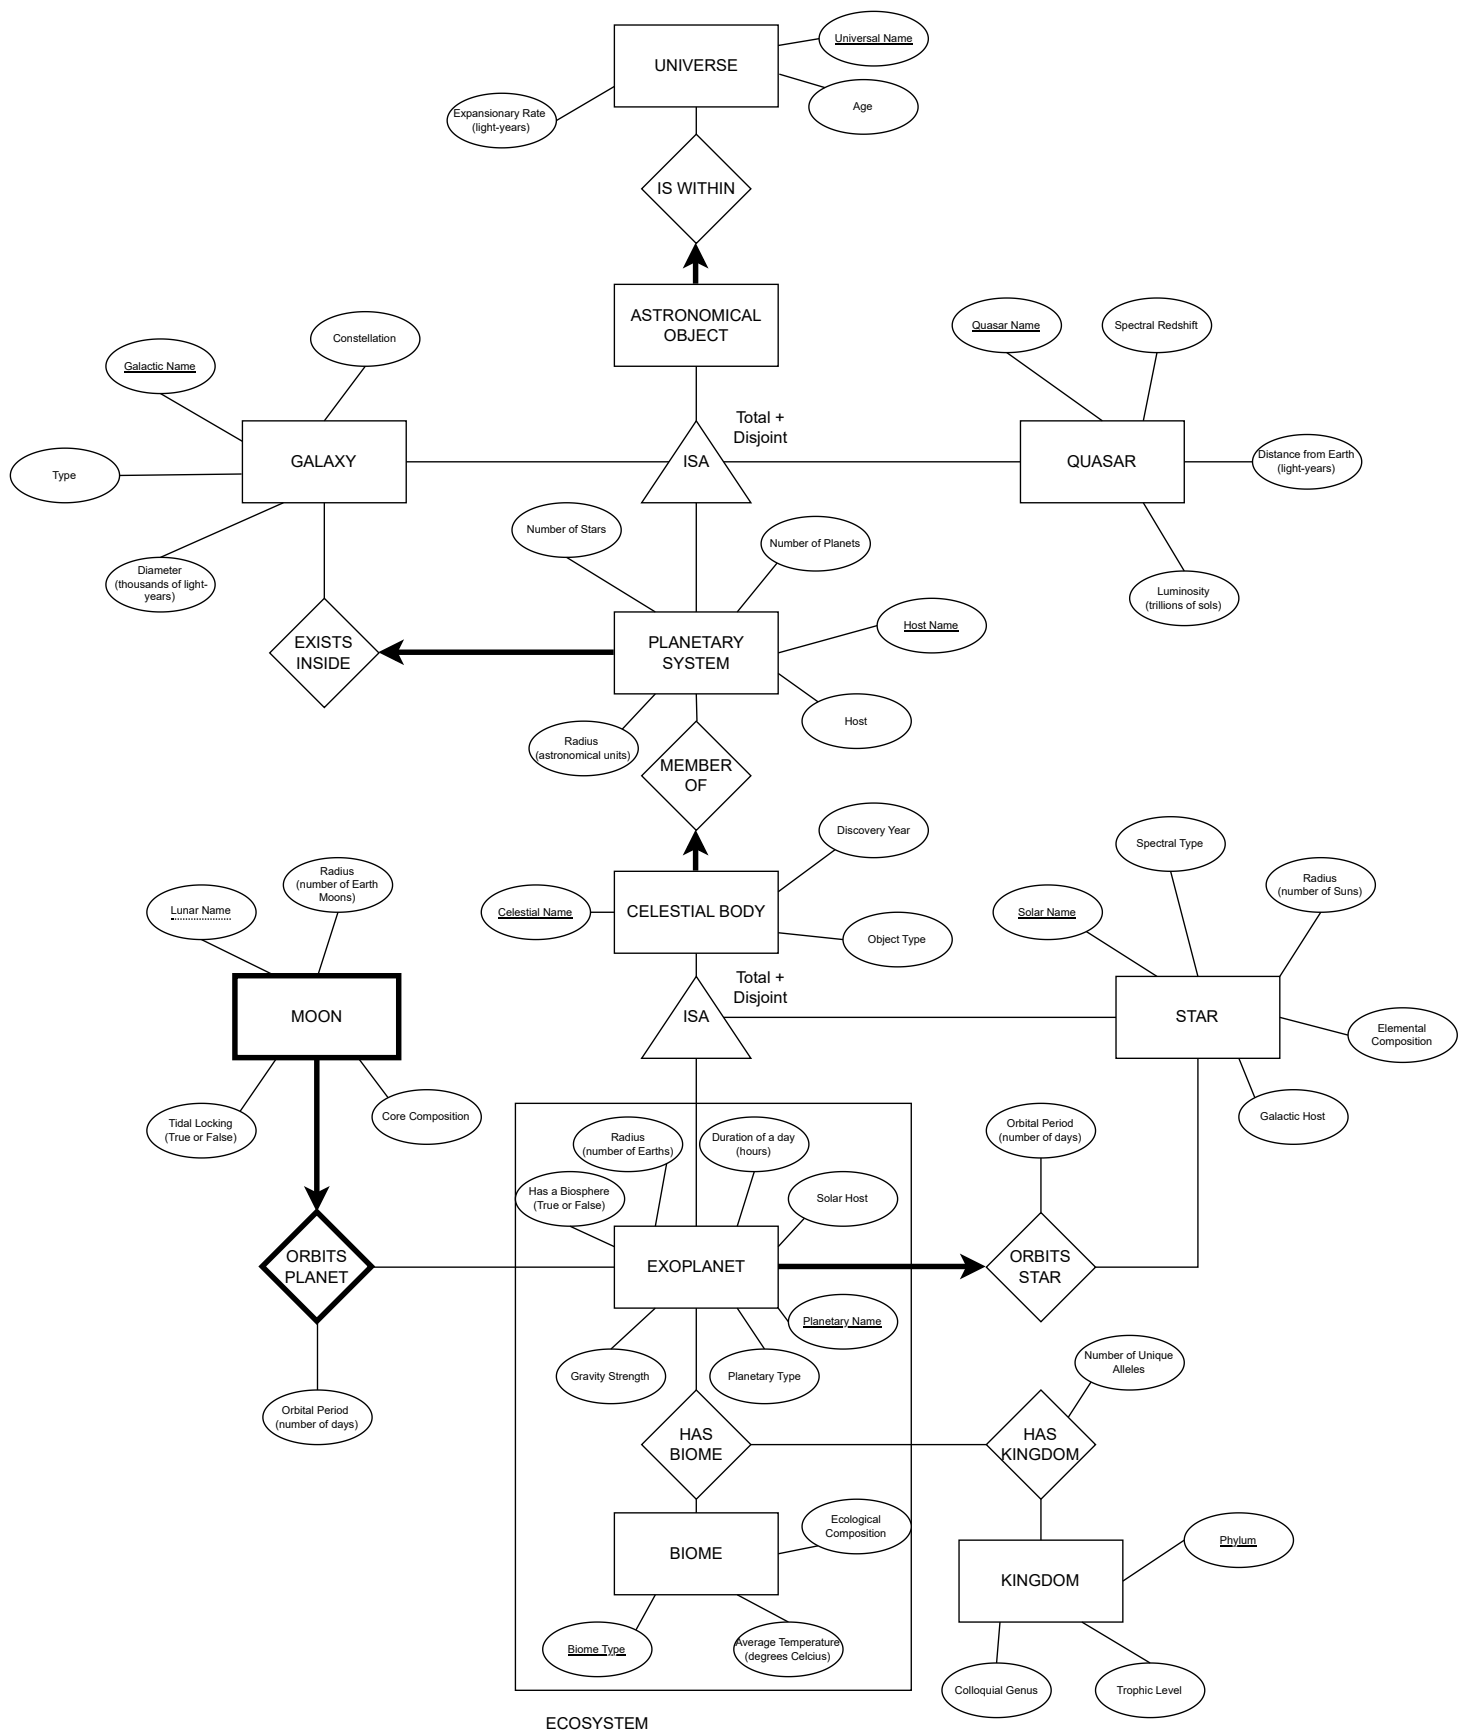 Universal Name
UNIVERSE
Age
Expansionary Rate
(light-years)
IS WITHIN
ASTRONOMICAL
OBJECT
Constellation
Galactic Name
Quasar Name
Spectral Redshift
Total +
Disjoint
GALAXY
ISA
QUASAR
Type
Distance from Earth
(light-years)
Number of Stars
Number of Planets
Diameter
(thousands of light-
years)
Luminosity
(trillions of sols)
Host Name
EXISTS
INSIDE
PLANETARY
SYSTEM
Host
Radius
(astronomical units)
MEMBER
OF
Discovery Year
Spectral Type
Radius
(number of Earth
Moons)
Radius
(number of Suns)
Lunar Name
Celestial Name
CELESTIAL BODY
Solar Name
Object Type
Total +
Disjoint
MOON
ISA
STAR
Elemental
Composition
Tidal Locking
(True or False)
Core Composition
Galactic Host
Radius
(number of Earths)
Duration of a day
(hours)
Orbital Period
(number of days)
Has a Biosphere
(True or False)
Solar Host
ORBITS
PLANET
EXOPLANET
ORBITS
STAR
Planetary Name
Gravity Strength
Planetary Type
Number of Unique
Alleles
Orbital Period
(number of days)
HAS
BIOME
HAS
KINGDOM
Ecological
Composition
BIOME
Phylum
KINGDOM
Biome Type
Average Temperature
(degrees Celcius)
Colloquial Genus
Trophic Level
ECOSYSTEM